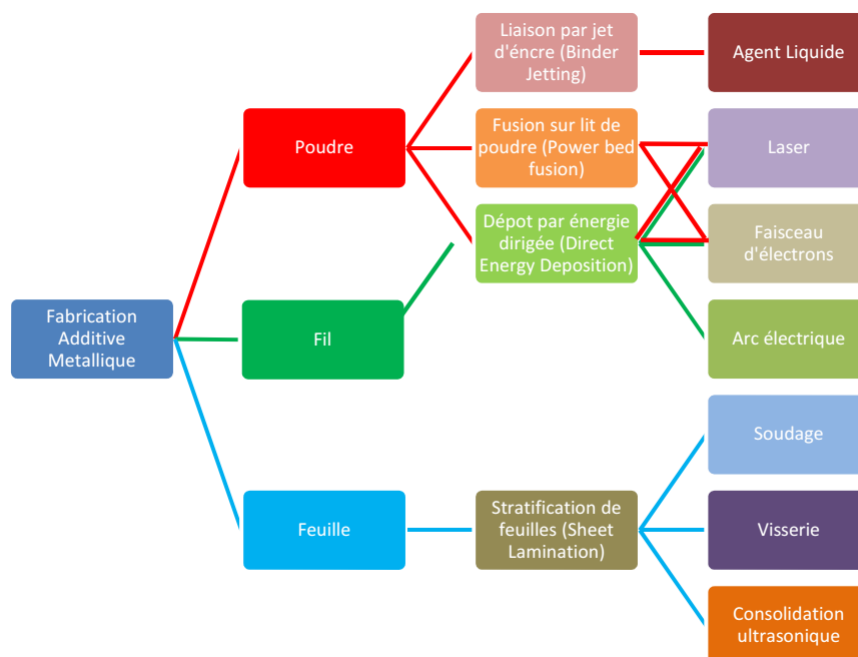 Liaison par jet
d'éncre (Binder
Jetting)
Agent Liquide
Poudre
Fusion sur lit de
poudre (Power bed
fusion)
Laser
Dépot par énergie
dirigée (Direct
Energy Deposition)
Faisceau
d'électrons
Fabrication
Additive
Metallique
Fil
Arc électrique
Soudage
Feuille
Stratification de
feuilles (Sheet
Lamination)
Visserie
Consolidation
ultrasonique